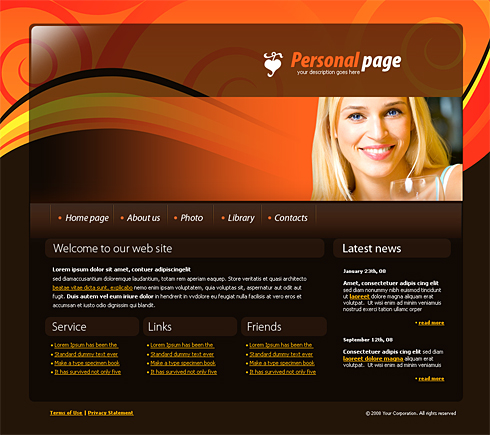 Personal page
your description goes here
Home page
About us
Photo
Library
Contacts
Welcome to our web site
Lorem ipsum dolor sit amet, contuer adipiscingelit
sed diamaccusantium doloremque laudantium, totam rem aperiam eaquep. Store veritatis et quasi architecto
beatae vitae dicta sunt, explicabo nemo enim ipsam voluptatem, quia voluptas sit, aspernatur aut odit aut
fugit. Duis autem vel eum iriure dolor in hendrerit in vvdolore eu feugiat nulla facilisis at vero eros et
accumsan et iusto odio dignissim qui blandit.
Service
Lorem Ipsum has been the
Standard dummy text ever
Make a type specimen book
It has survived not only five
Links
Lorem Ipsum has been the
Standard dummy text ever
Make a type specimen book
It has survived not only five
Friends
Lorem Ipsum has been the
Standard dummy text ever
Make a type specimen book
It has survived not only five
Latest news
January 23th, 08
Amet, consectetuer adipis cing elit
sed diam nonummy nibh euismod tincidunt
ut laoreet dolore magna aliquam erat
volutpat. Ut wisi enim ad minim veniamus
nostrud exerci tation ullamc orper
read more
September 12th, 08
Consectetuer adipis cing elit sed diam
laoreet dolore magna aliquam erat
volutpat. Ut wisi enim ad minim veniamus
read more
Terms of Use | Privacy Statement
© 2008 Your Corporation. All rights reserved